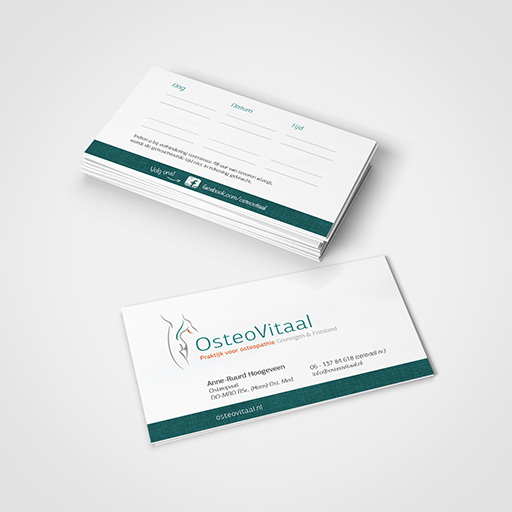 Dag Datum Tijd
Indien u bij verhindering tenminste 48 uur van tevoren afzegt,
wordt de gereserveerde tijd niet in rekening gebracht.
Volg ons! facebook.com/osteovitaal
OsteoVitaal
Praktijk voor osteopathie Groningen & Friesland
Anne-Ruurd Hoogeveen
Osteopaat
DO-MRO BSc. (Hons) Ost. Med.
06 - 137 84 618 (centraal nr.)
info@osteovitaal.nl
osteovitaal.nl